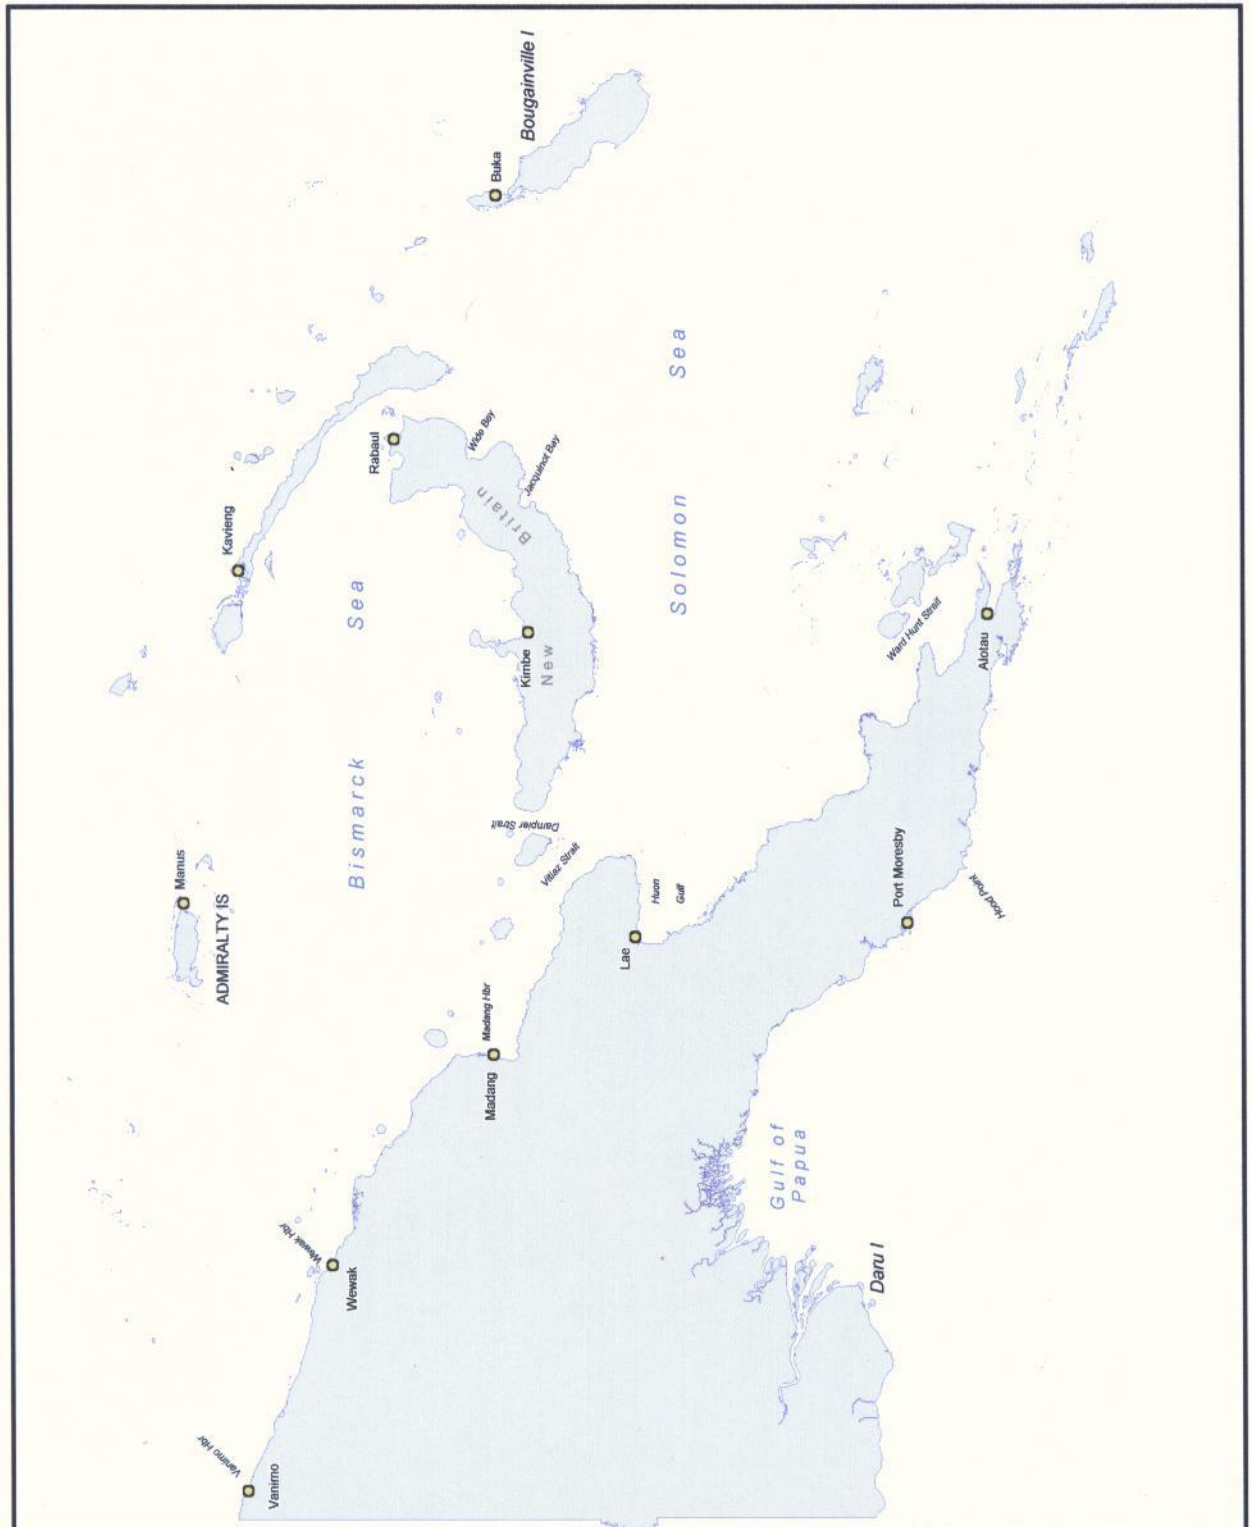 Vanimo Hbr
Vanimo
Wewak Hbr
Wewak
Manus
ADMIRALTY IS
Kavieng
Bismarck Sea
Rabaul
Wide Bay
Jacquinot Bay
New Britain
Kimbe
Dampier Strait
Vitiaz Strait
Madang Hbr
Madang
Lae
Huon
Gulf
Buka
Bougainville I
Solomon Sea
Ward Hunt Strait
Alotau
Port Moresby
Hood Point
Gulf of
Papua
Daru I